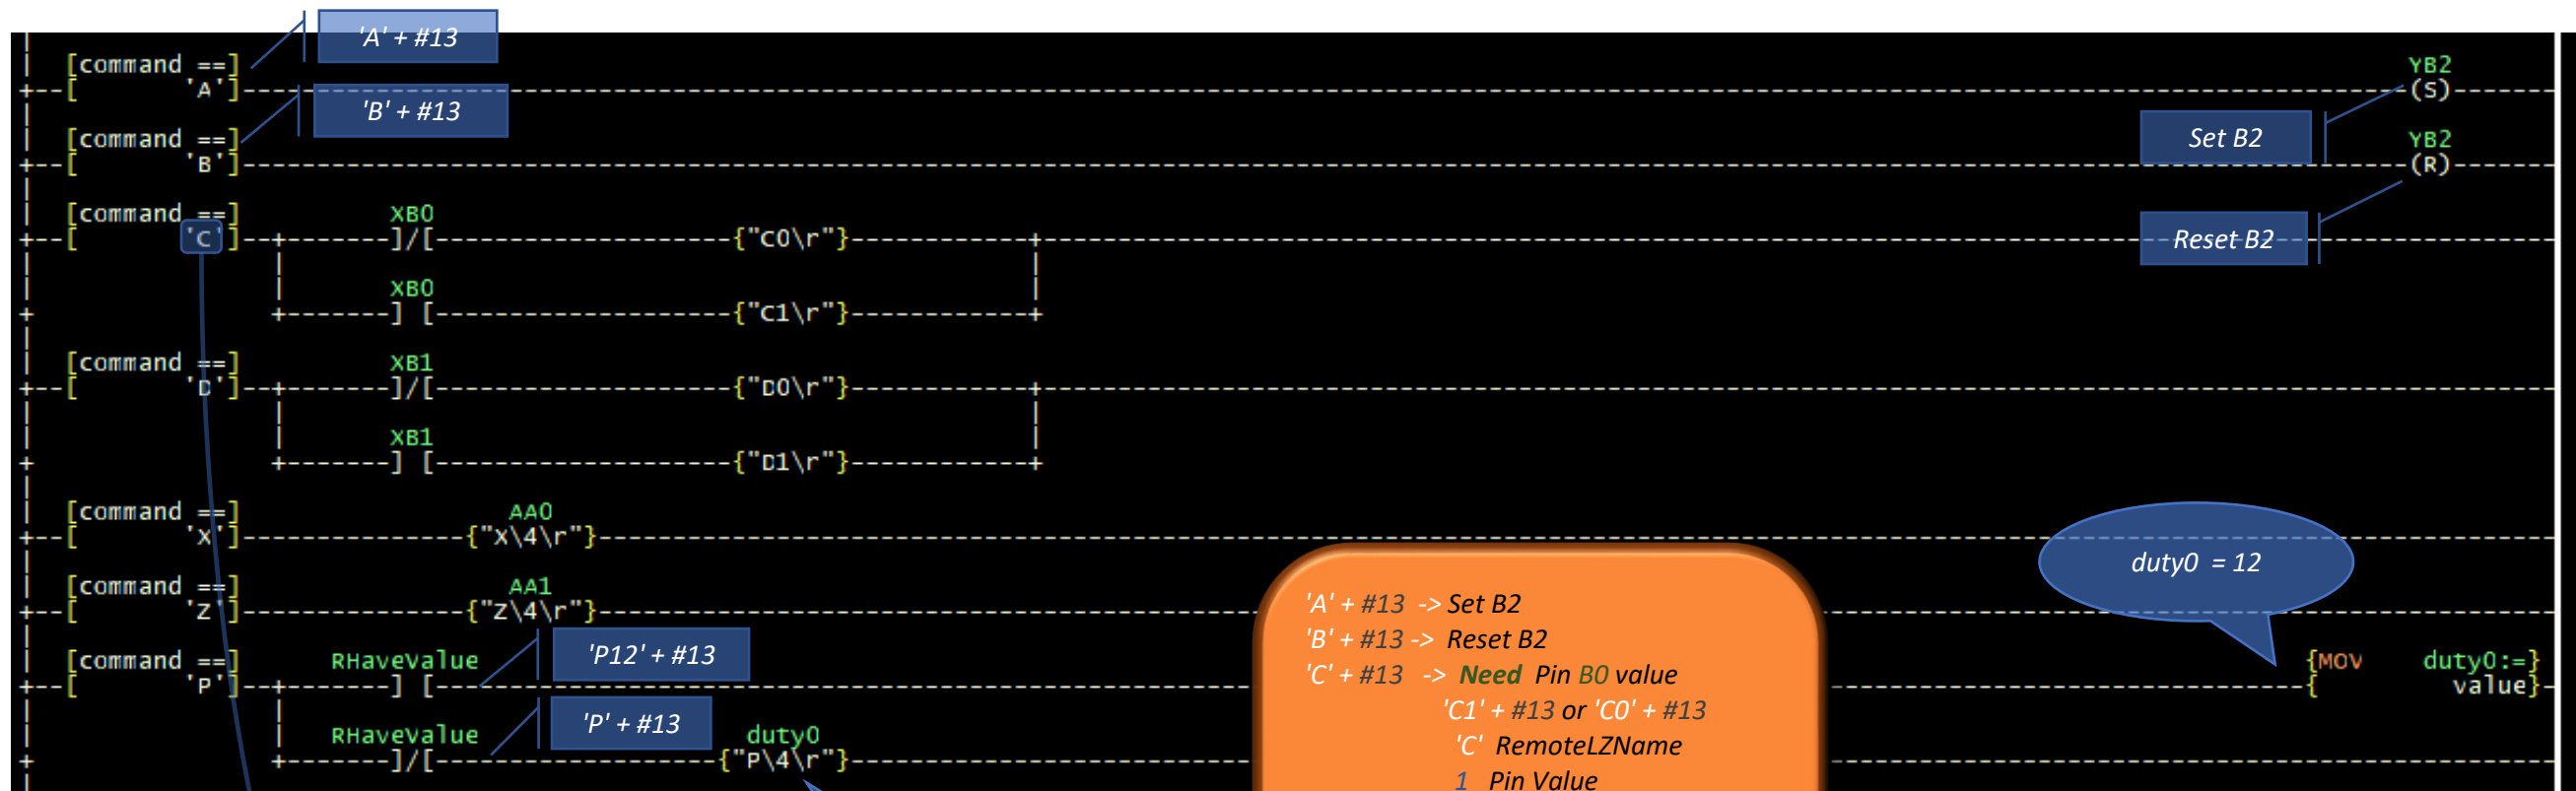 'A' + #13
[command ==]
[ 'A']
YB2
(S)
'B' + #13
Set B2
[command ==]
[ 'B']
YB2
(R)
[command ==]
[ 'C']
XB0
]/[
{"C0\r"}
Reset B2
XB0
] [
{"C1\r"}
[command ==]
[ 'D']
XB1
]/[
{"D0\r"}
XB1
] [
{"D1\r"}
[command ==]
[ 'X']
AA0
{"X\4\r"}
duty0 = 12
[command ==]
[ 'Z']
AA1
{"Z\4\r"}
'P12' + #13
[command ==]
[ 'P']
RHaveValue
] [
{MOV duty0:=}
{ value}
'P' + #13
RHaveValue
]/[
duty0
{"P\4\r"}
'A' + #13 -> Set B2
'B' + #13 -> Reset B2
'C' + #13 -> Need Pin B0 value
'C1' + #13 or 'C0' + #13
'C' RemoteLZName
1 Pin Value